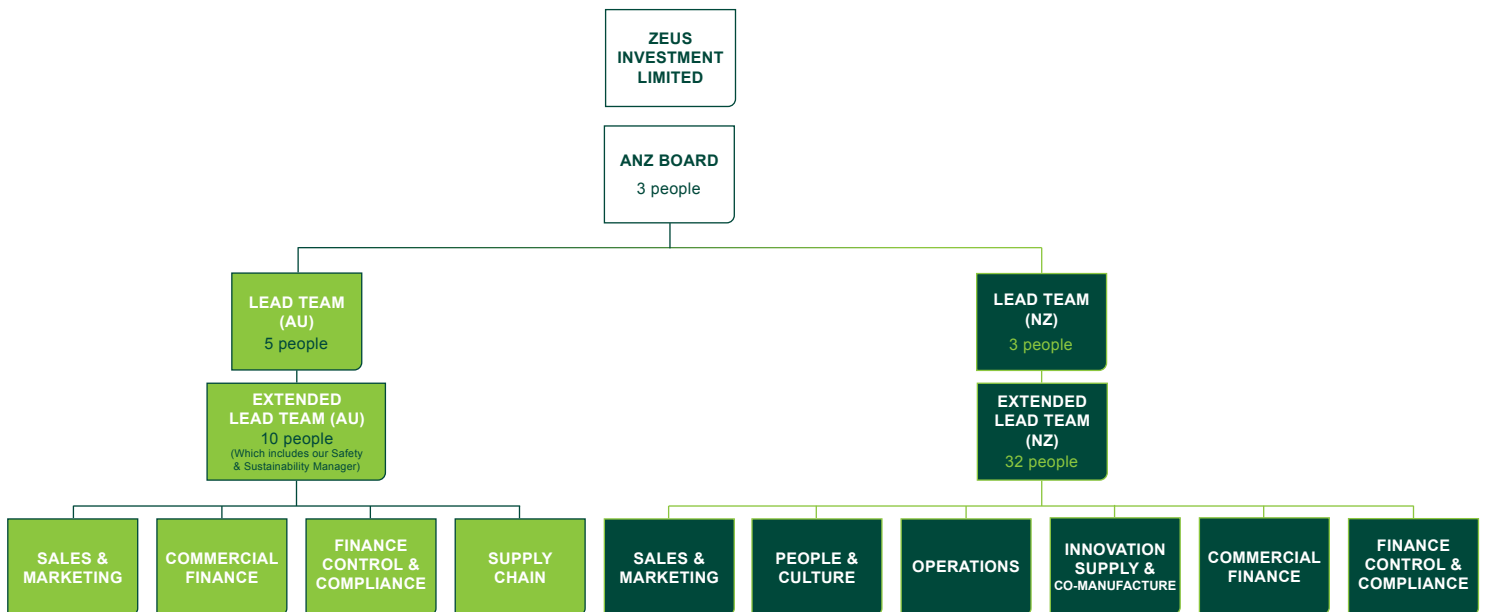 ZEUS
INVESTMENT
LIMITED
ANZ BOARD
3 people
LEAD TEAM
(AU)
5 people
LEAD TEAM
(NZ)
3 people
EXTENDED
LEAD TEAM (AU)
10 people
(Which includes our Safety
& Sustainability Manager)
EXTENDED
LEAD TEAM
(NZ)
32 people
SALES &
MARKETING
COMMERCIAL
FINANCE
FINANCE
CONTROL &
COMPLIANCE
SUPPLY
CHAIN
SALES &
MARKETING
PEOPLE &
CULTURE
OPERATIONS
INNOVATION
SUPPLY &
CO-MANUFACTURE
COMMERCIAL
FINANCE
FINANCE
CONTROL &
COMPLIANCE